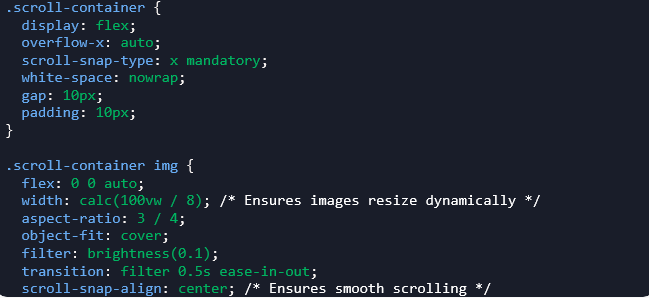 .scroll-container {
  display: flex;
  overflow-x: auto;
  scroll-snap-type: x mandatory;
  white-space: nowrap;
  gap: 10px;
  padding: 10px;
}

.scroll-container img {
  flex: 0 0 auto;
  width: calc(100vw / 8); /* Ensures images resize dynamically */
  aspect-ratio: 3 / 4;
  object-fit: cover;
  filter: brightness(0.1);
  transition: filter 0.5s ease-in-out;
  scroll-snap-align: center; /* Ensures smooth scrolling */